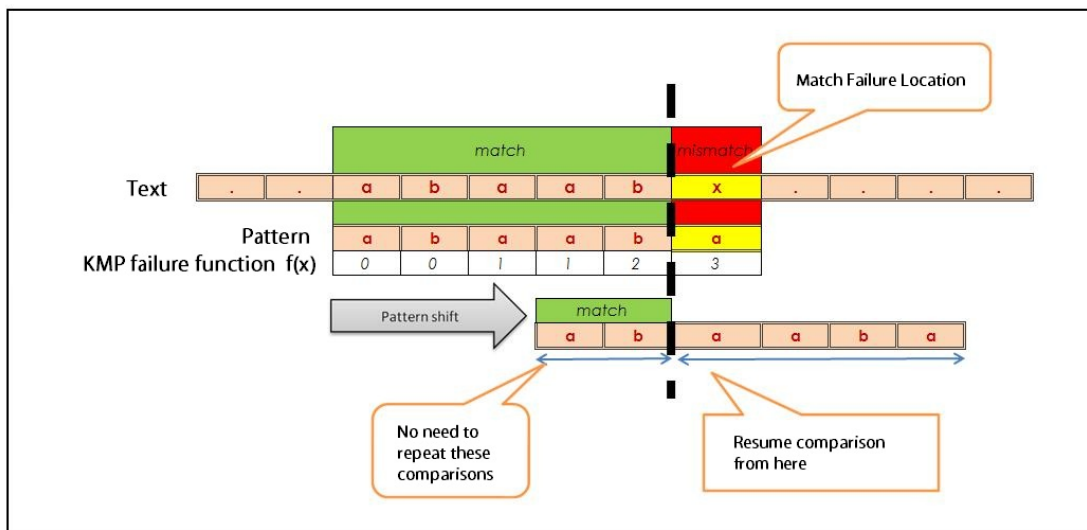 Match Failure Location
match mismatch
Text . . a b a a b x . . . .
Pattern a b a a b a
KMP failure function f(x) 0 0 1 1 2 3
Pattern shift match
a b a a b a
No need to
repeat these
comparisons
Resume comparison
from here